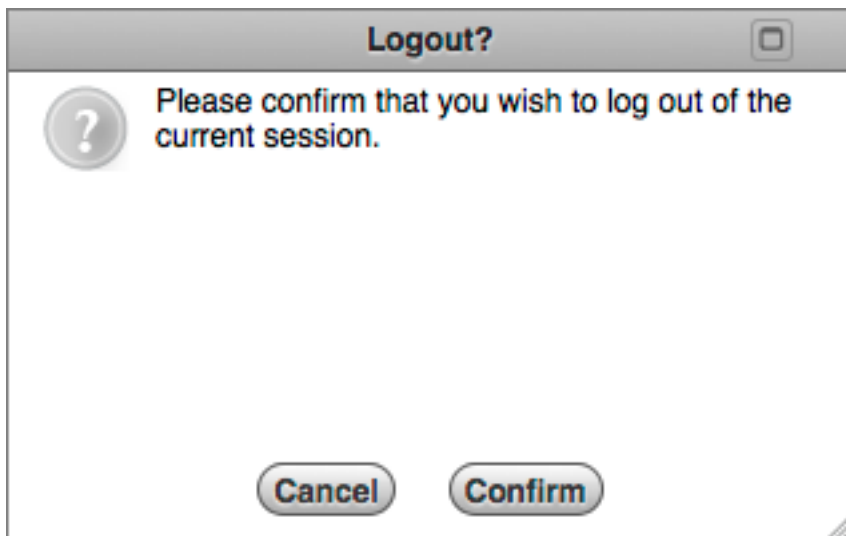 Logout?
?
Please confirm that you wish to log out of the
current session.
Cancel Confirm